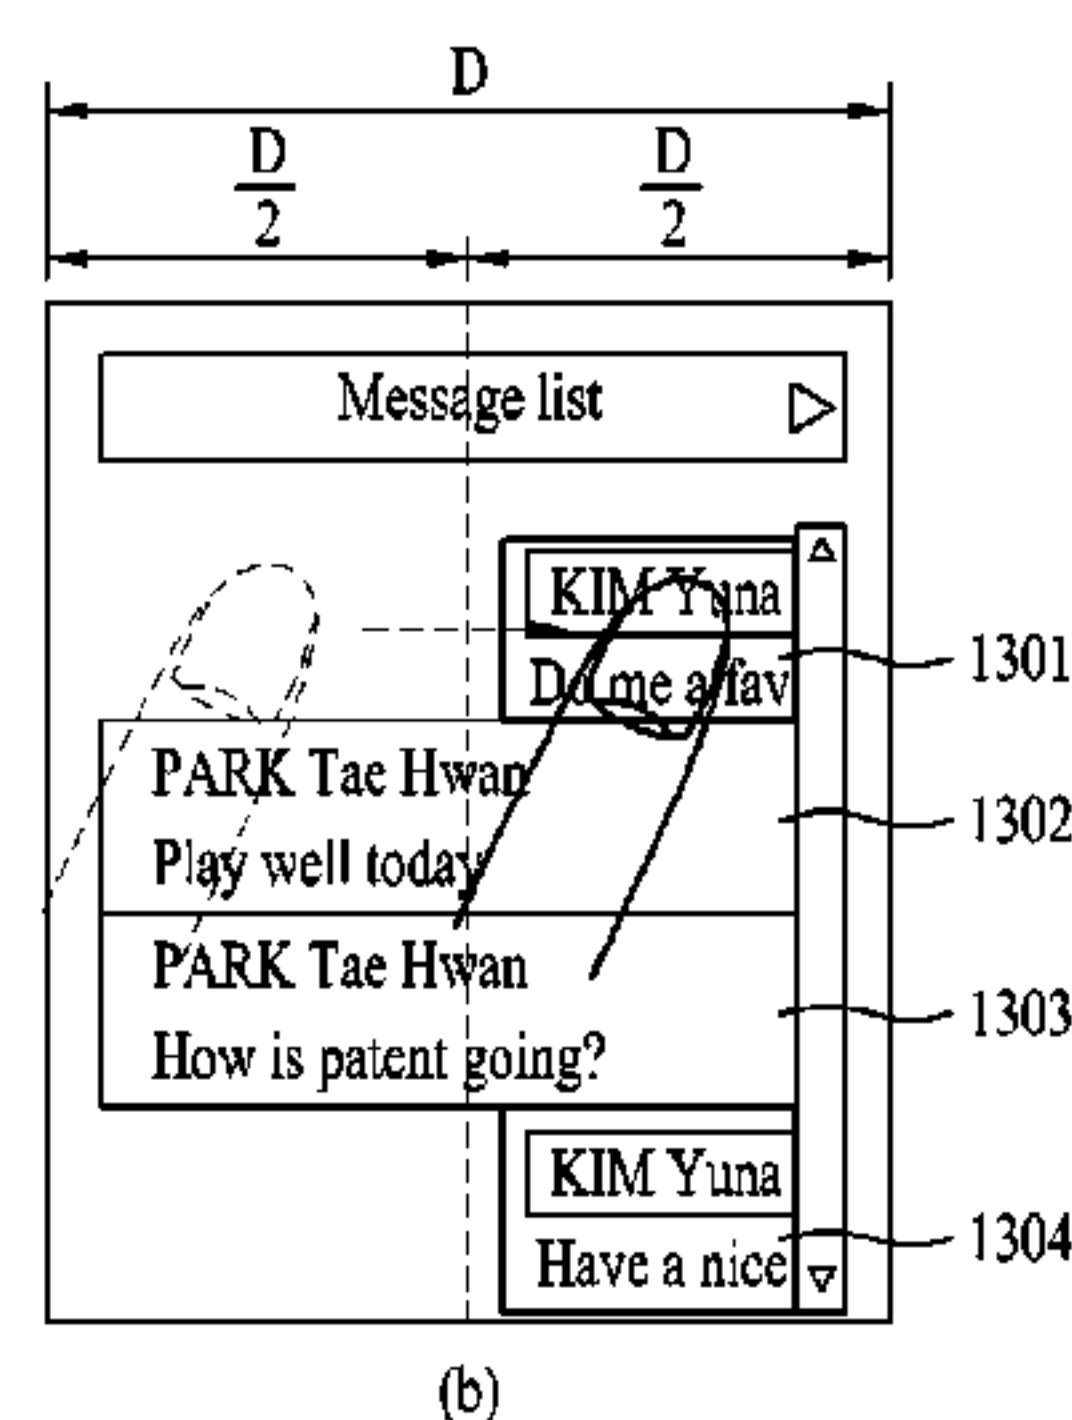 D
D/2 D/2
Message list
KIM Yuna
Do me a fav
1301
PARK Tae Hwan
1302
Play well today
PARK Tae Hwan
1303
How is patent going?
KIM Yuna
1304
Have a nice
(b)